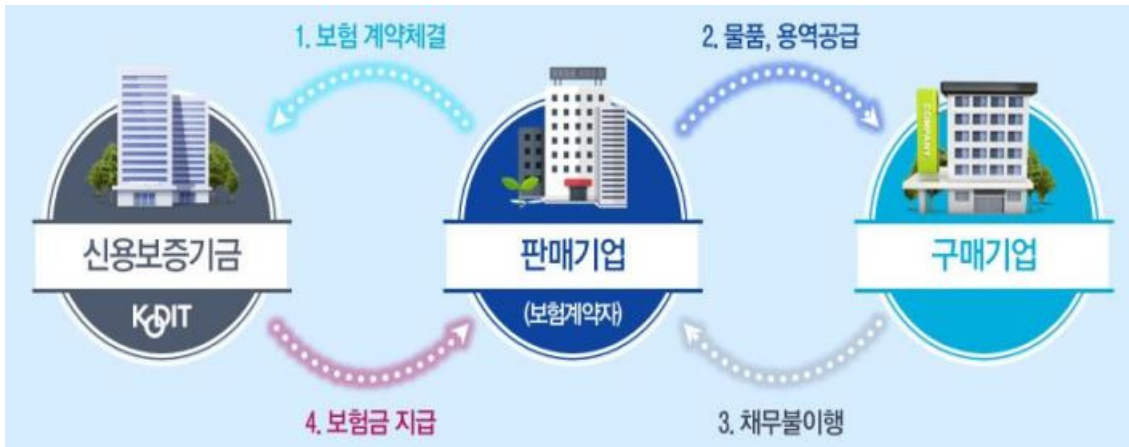 1. 보험 계약체결
2. 물품, 용역공급
COMPANY
신용보증기금
판매기업
구매기업
KODIT
(보험계약자)
4. 보험금 지급
3. 채무불이행